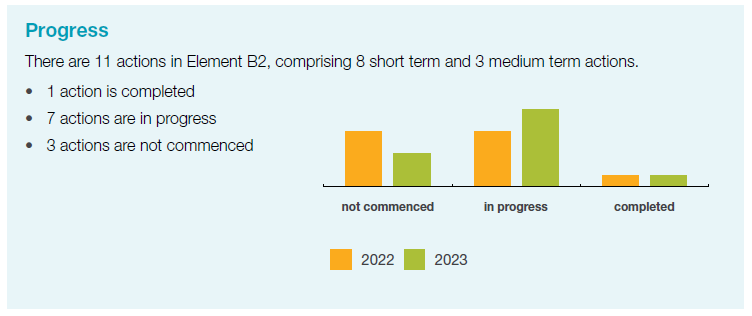 Progress
There are 11 actions in Element B2, comprising 8 short term and 3 medium term actions.
• 1 action is completed
• 7 actions are in progress
• 3 actions are not commenced
not commenced in progress completed
2022 2023